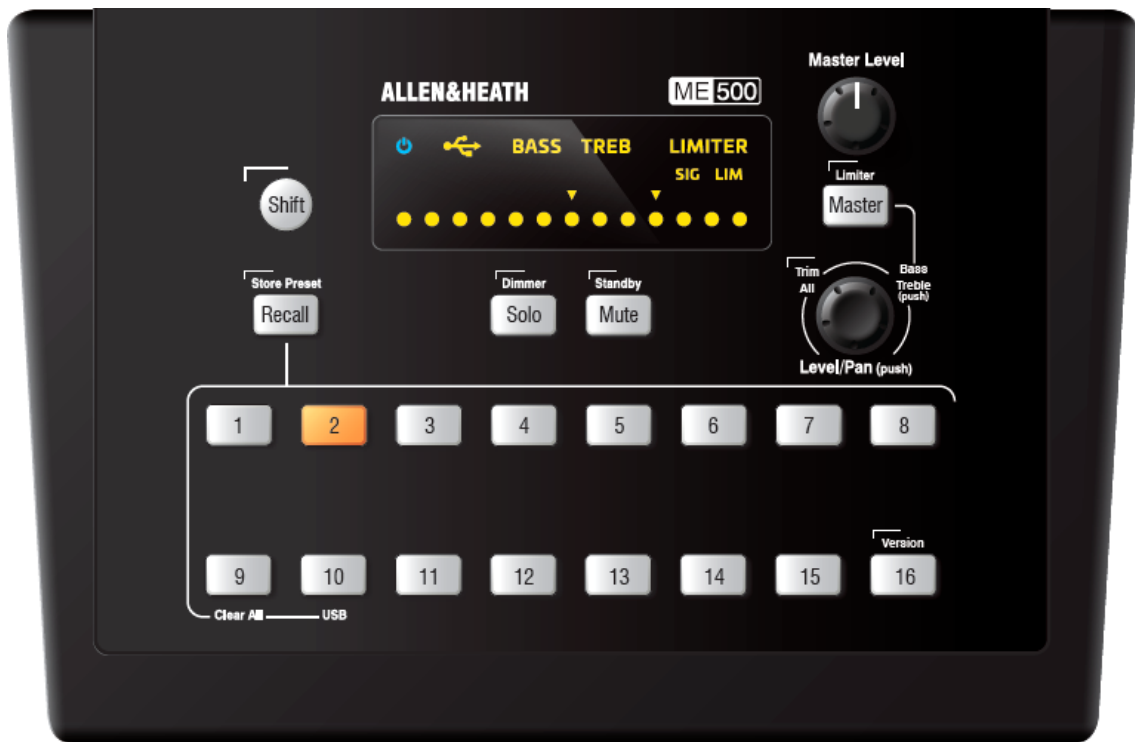 Master Level
ALLEN&HEATH
ME 500
BASS TREB LIMITER
SIG LIM
Limiter
Shift
Master
Trim
Bass
All
Treble
(push)
Store Preset
Dimmer
Standby
Recall
Solo
Mute
Level/Pan (push)
1 2 3 4 5 6 7 8
Version
9 10 11 12 13 14 15 16
Clear All USB